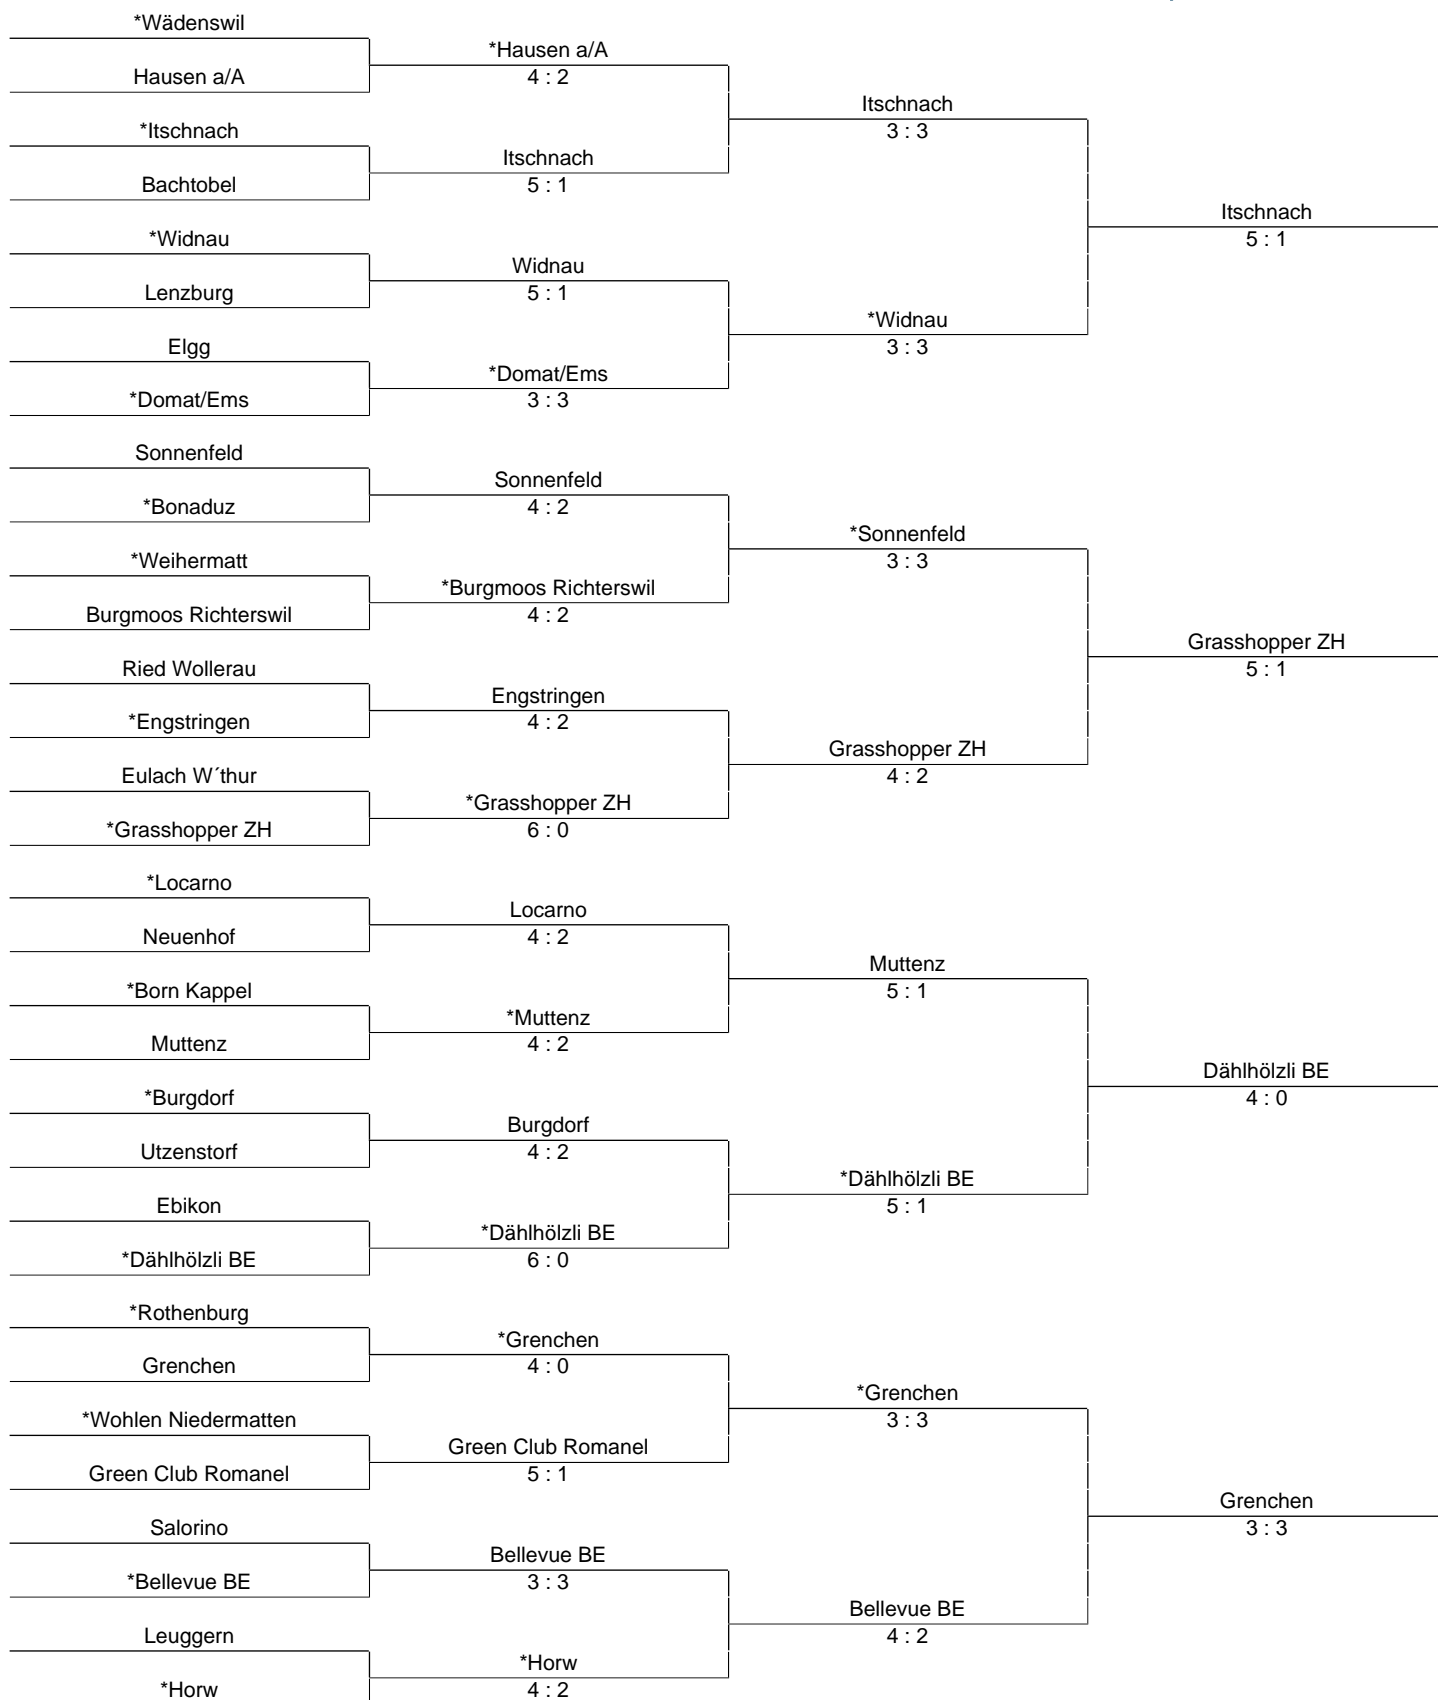 *Wädenswil
Hausen a/A
*Itschnach
Bachtobel
*Widnau
Lenzburg
Elgg
*Domat/Ems
Sonnenfeld
*Bonaduz
*Weihermatt
Burgmoos Richterswil
Ried Wollerau
*Engstringen
Eulach W´thur
*Grasshopper ZH
*Locarno
Neuenhof
*Born Kappel
Muttenz
*Burgdorf
Utzenstorf
Ebikon
*Dählhölzli BE
*Rothenburg
Grenchen
*Wohlen Niedermatten
Green Club Romanel
Salorino
*Bellevue BE
Leuggern
*Horw
*Hausen a/A
4 : 2
Itschnach
5 : 1
Widnau
5 : 1
*Domat/Ems
3 : 3
Sonnenfeld
4 : 2
*Burgmoos Richterswil
4 : 2
Engstringen
4 : 2
*Grasshopper ZH
6 : 0
Locarno
4 : 2
*Muttenz
4 : 2
Burgdorf
4 : 2
*Dählhölzli BE
6 : 0
*Grenchen
4 : 0
Green Club Romanel
5 : 1
Bellevue BE
3 : 3
*Horw
4 : 2
Itschnach
3 : 3
*Widnau
3 : 3
*Sonnenfeld
3 : 3
Grasshopper ZH
4 : 2
Muttenz
5 : 1
*Dählhölzli BE
5 : 1
*Grenchen
3 : 3
Bellevue BE
4 : 2
Itschnach
5 : 1
Grasshopper ZH
5 : 1
Dählhölzli BE
4 : 0
Grenchen
3 : 3